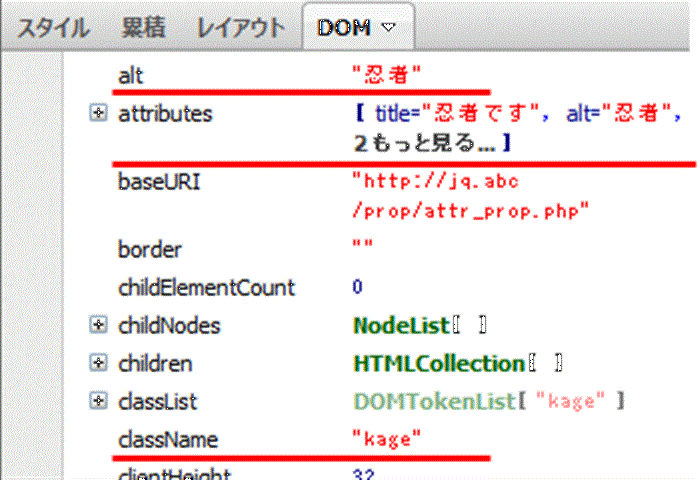 スタイル 累積 レイアウト DOM
alt "忍者"
attributes [ title="忍者です", alt="忍者",
2もっと見る... ]
baseURI "http://jq.abc
/prop/attr_prop.php"
border ""
childElementCount 0
childNodes NodeList[ ]
children HTMLCollection[ ]
classList DOMTokenList[ "kage" ]
className "kage"
clientHeight 32